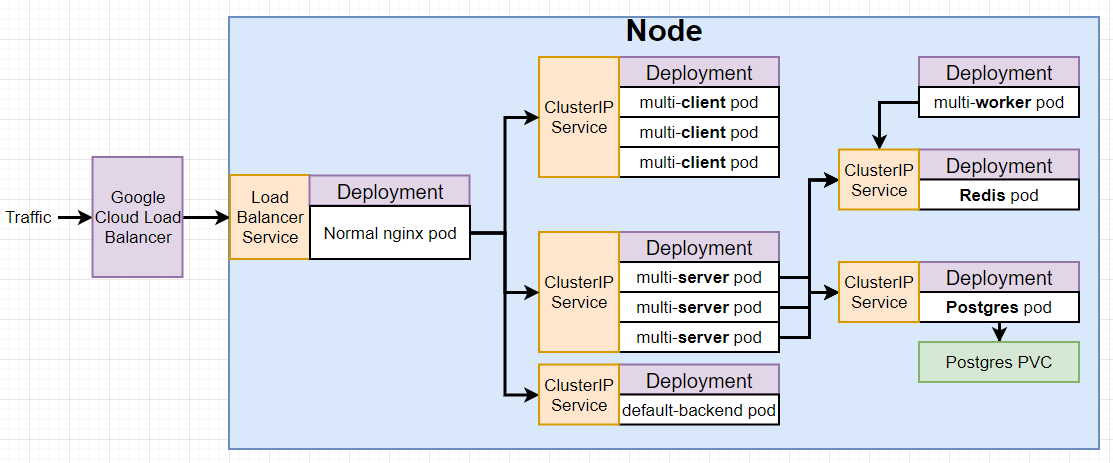 Node
Traffic
Google
Cloud Load
Balancer
Load
Balancer
Service
Deployment
Normal nginx pod
ClusterIP
Service
Deployment
multi-client pod
multi-client pod
multi-client pod
ClusterIP
Service
Deployment
multi-server pod
multi-server pod
multi-server pod
ClusterIP
Service
Deployment
default-backend pod
Deployment
multi-worker pod
ClusterIP
Service
Deployment
Redis pod
ClusterIP
Service
Deployment
Postgres pod
Postgres PVC